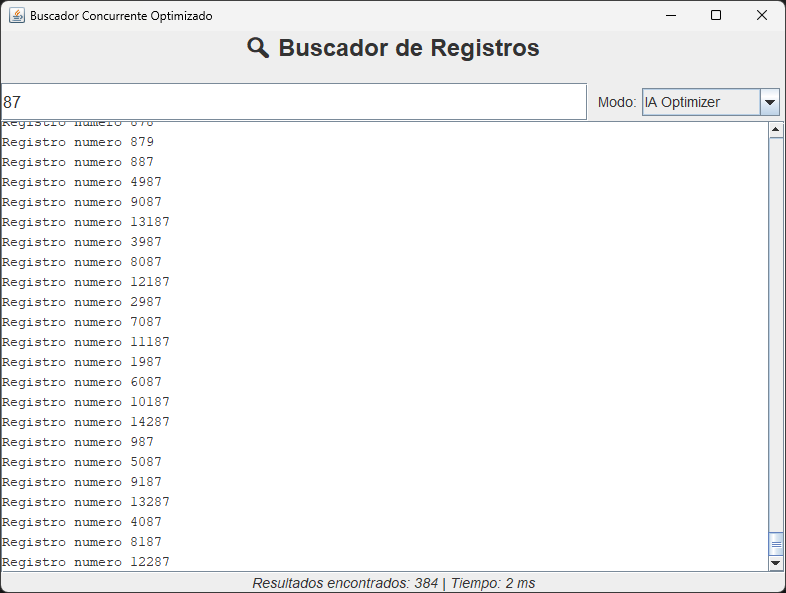 Buscador Concurrente Optimizado
Buscador de Registros
87
Modo: IA Optimizer
Registro numero 878
Registro numero 879
Registro numero 887
Registro numero 4987
Registro numero 9087
Registro numero 13187
Registro numero 3987
Registro numero 8087
Registro numero 12187
Registro numero 2987
Registro numero 7087
Registro numero 11187
Registro numero 1987
Registro numero 6087
Registro numero 10187
Registro numero 14287
Registro numero 987
Registro numero 5087
Registro numero 9187
Registro numero 13287
Registro numero 4087
Registro numero 8187
Registro numero 12287
Resultados encontrados: 384 | Tiempo: 2 ms